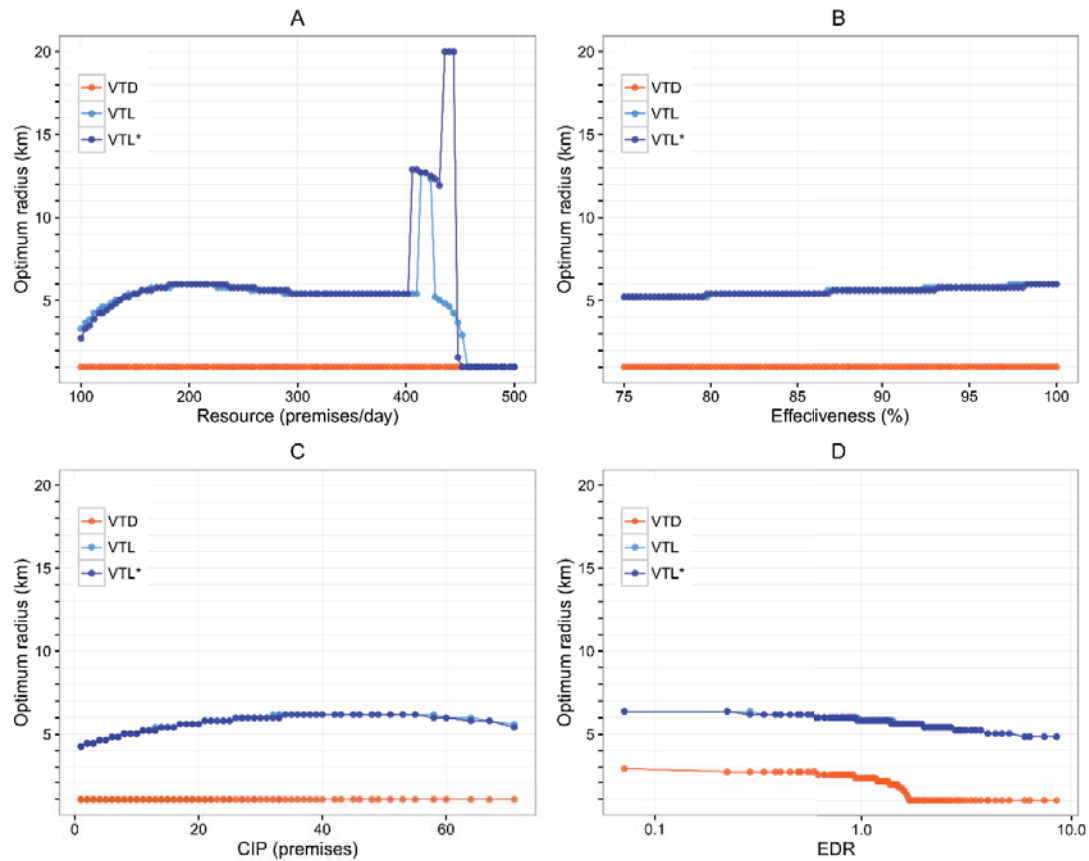 A
20
15
10
5
Optimum radius (km)
VTD
VTL
VTL*
100
200
300
400
500
Resource (premises/day)
B
20
15
10
5
Optimum radius (km)
VTD
VTL
VTL*
75
80
85
90
95
100
Effecliveness (%)
C
20
15
10
5
Optimum radius (km)
VTD
VTL
VTL*
0
20
40
60
CIP (premises)
D
20
15
10
5
Optimum radius (km)
VTD
VTL
VTL*
0.1
1.0
10.0
EDR